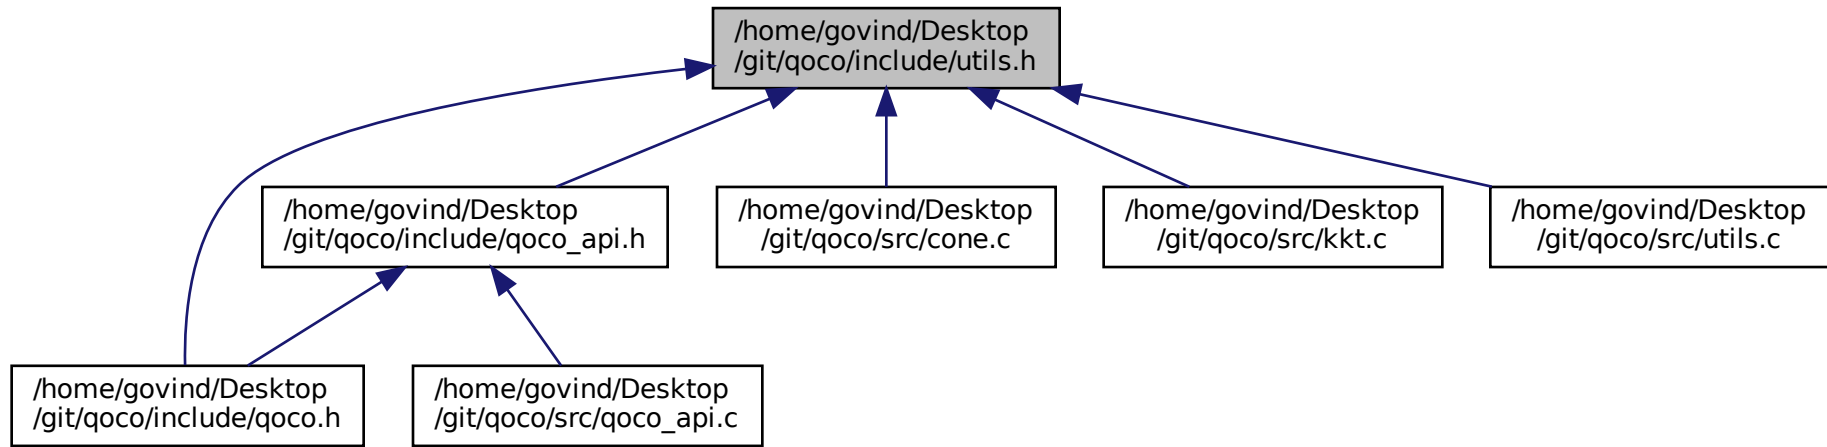 /home/govind/Desktop
/git/qoco/include/utils.h
/home/govind/Desktop
/git/qoco/include/qoco_api.h
/home/govind/Desktop
/git/qoco/src/cone.c
/home/govind/Desktop
/git/qoco/src/kkt.c
/home/govind/Desktop
/git/qoco/src/utils.c
/home/govind/Desktop
/git/qoco/include/qoco.h
/home/govind/Desktop
/git/qoco/src/qoco_api.c